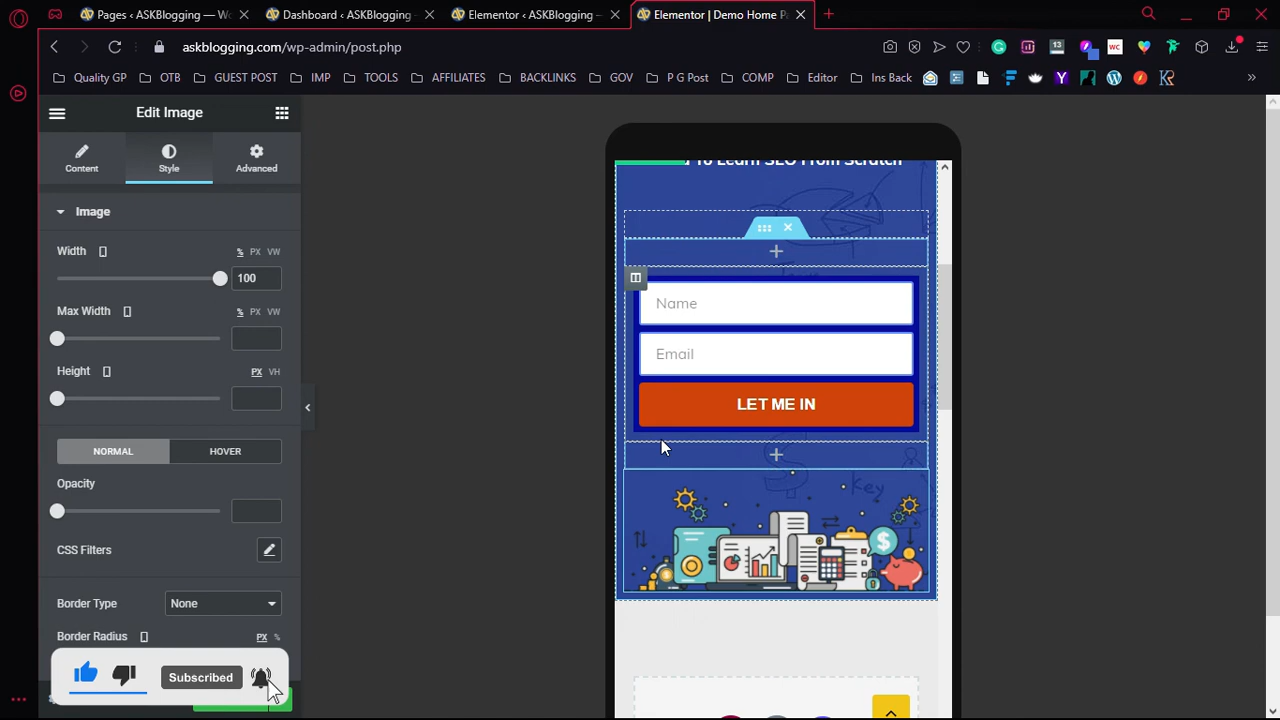 Pages ‹ ASKBlogging — Wo
Dashboard ‹ ASKBlogging
Elementor ‹ ASKBlogging —
Elementor | Demo Home P
askblogging.com/wp-admin/post.php
Quality GP
OTB
GUEST POST
IMP
TOOLS
AFFILIATES
BACKLINKS
GOV
P G Post
COMP
Editor
Ins Back
Edit Image
Content
Style
Advanced
Image
Width
% PX VW
100
Max Width
% PX VW
Height
PX VH
NORMAL
HOVER
Opacity
CSS Filters
Border Type
None
Border Radius
PX %
Subscribed
To Learn SEO From Scratch
Name
Email
LET ME IN
key